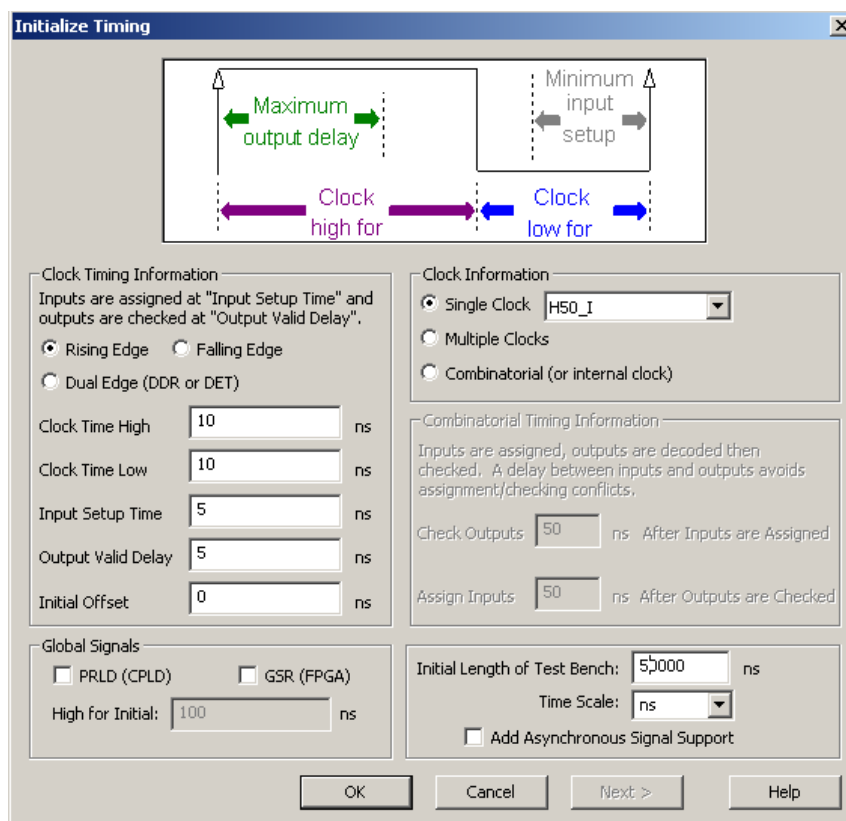 Initialize Timing
Maximum
output delay
Minimum
input
setup
Clock
high for
Clock
low for
Clock Timing Information
Inputs are assigned at "Input Setup Time" and
outputs are checked at "Output Valid Delay".
Rising Edge
Falling Edge
Dual Edge (DDR or DET)
Clock Time High 10 ns
Clock Time Low 10 ns
Input Setup Time 5 ns
Output Valid Delay 5 ns
Initial Offset 0 ns
Clock Information
Single Clock H50_I
Multiple Clocks
Combinatorial (or internal clock)
Combinatorial Timing Information
Inputs are assigned, outputs are decoded then
checked. A delay between inputs and outputs avoids
assignment/checking conflicts.
Check Outputs 50 ns After Inputs are Assigned
Assign Inputs 50 ns After Outputs are Checked
Global Signals
PRLD (CPLD)
GSR (FPGA)
High for Initial: 100 ns
Initial Length of Test Bench: ns
Time Scale: ns
Add Asynchronous Signal Support
OK
Cancel
Next >
Help